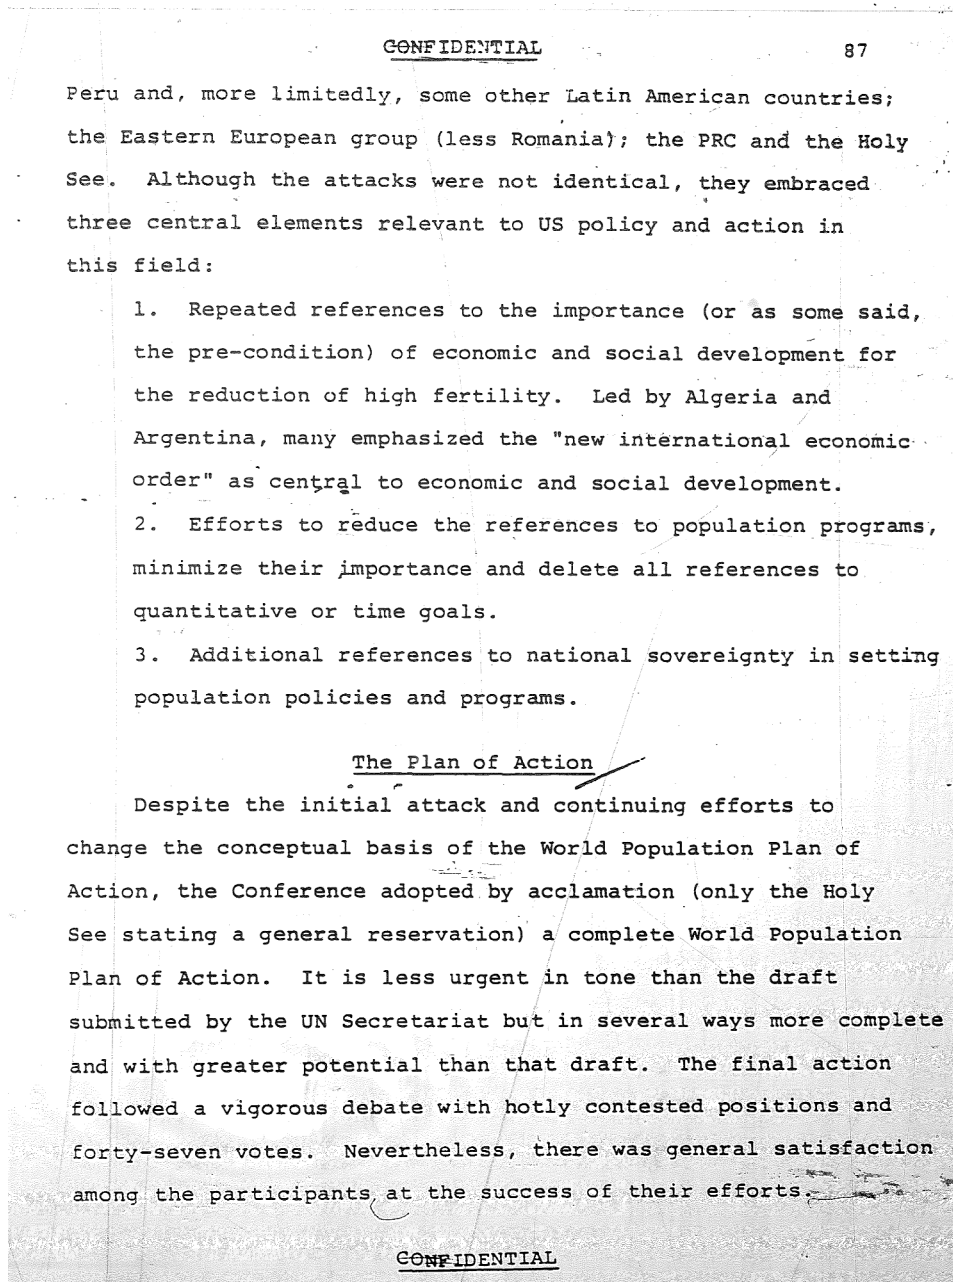 CONFIDENTIAL
87
Peru and, more limitedly, some other Latin American countries;
the Eastern European group (less Romania); the PRC and the Holy
See. Although the attacks were not identical, they embraced
three central elements relevant to US policy and action in
this field:
1. Repeated references to the importance (or as some said,
the pre-condition) of economic and social development for
the reduction of high fertility. Led by Algeria and
Argentina, many emphasized the "new international economic
order" as central to economic and social development.
2. Efforts to reduce the references to population programs,
minimize their importance and delete all references to
quantitative or time goals.
3. Additional references to national sovereignty in setting
population policies and programs.
The Plan of Action
Despite the initial attack and continuing efforts to
change the conceptual basis of the World Population Plan of
Action, the Conference adopted by acclamation (only the Holy
See stating a general reservation) a complete World Population
Plan of Action. It is less urgent in tone than the draft
submitted by the UN Secretariat but in several ways more complete
and with greater potential than that draft. The final action
followed a vigorous debate with hotly contested positions and
forty-seven votes. Nevertheless, there was general satisfaction
among the participants at the success of their efforts.
CONFIDENTIAL